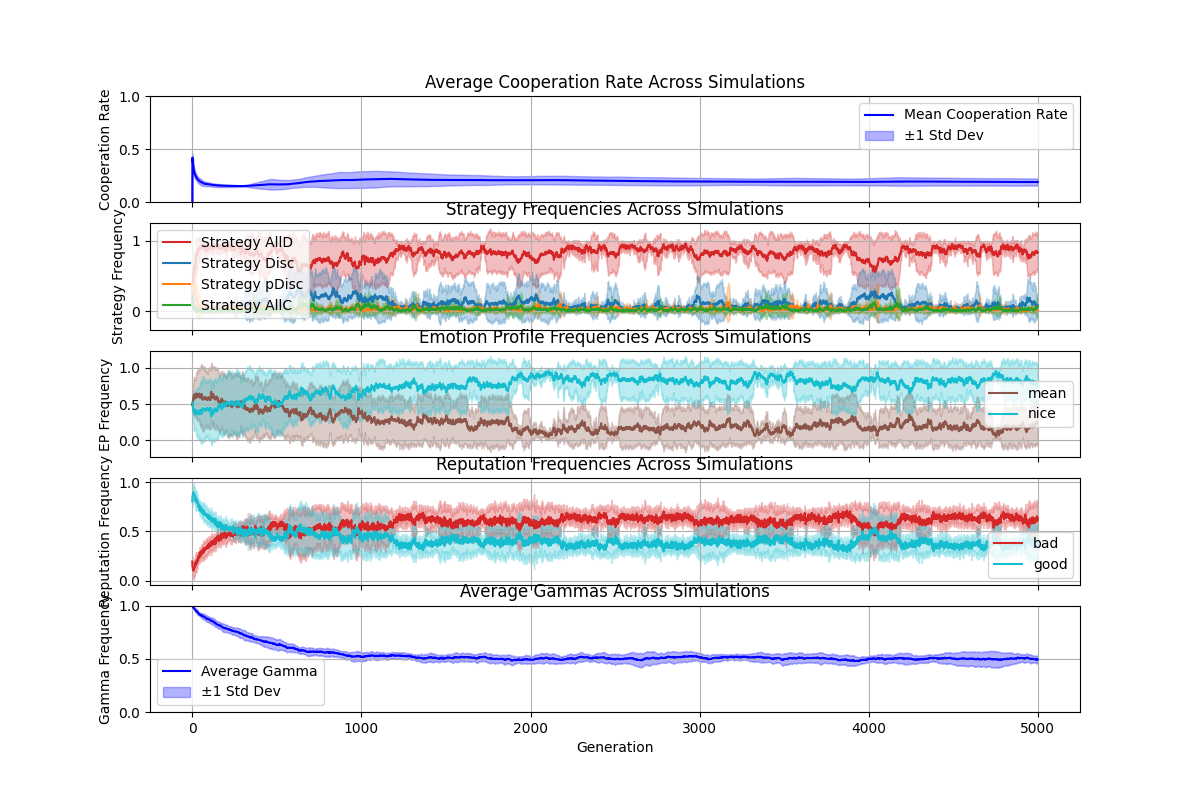 Average Cooperation Rate Across Simulations
Cooperation Rate
1.0
0.5
0.0
Mean Cooperation Rate
±1 Std Dev
Strategy Frequencies Across Simulations
Strategy Frequency
1
0
Strategy AllD
Strategy Disc
Strategy pDisc
Strategy AllC
Emotion Profile Frequencies Across Simulations
EP Frequency
1.0
0.5
0.0
mean
nice
Reputation Frequencies Across Simulations
Reputation Frequency
1.0
0.5
0.0
bad
good
Average Gammas Across Simulations
Gamma Frequency
1.0
0.5
0.0
Average Gamma
±1 Std Dev
0 1000 2000 3000 4000 5000
Generation